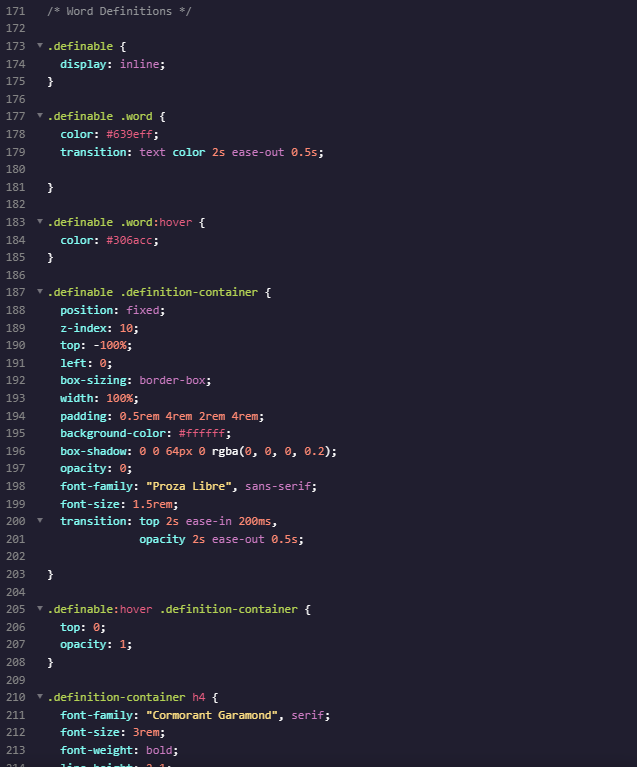 171 /* Word Definitions */
172
173 .definable {
174 display: inline;
175 }
176
177 .definable .word {
178 color: #639eff;
179 transition: text color 2s ease-out 0.5s;
180
181 }
182
183 .definable .word:hover {
184 color: #306acc;
185 }
186
187 .definable .definition-container {
188 position: fixed;
189 z-index: 10;
190 top: -100%;
191 left: 0;
192 box-sizing: border-box;
193 width: 100%;
194 padding: 0.5rem 4rem 2rem 4rem;
195 background-color: #ffffff;
196 box-shadow: 0 0 64px 0 rgba(0, 0, 0, 0.2);
197 opacity: 0;
198 font-family: "Proza Libre", sans-serif;
199 font-size: 1.5rem;
200 transition: top 2s ease-in 200ms,
201 opacity 2s ease-out 0.5s;
202
203 }
204
205 .definable:hover .definition-container {
206 top: 0;
207 opacity: 1;
208 }
209
210 .definition-container h4 {
211 font-family: "Cormorant Garamond", serif;
212 font-size: 3rem;
213 font-weight: bold;